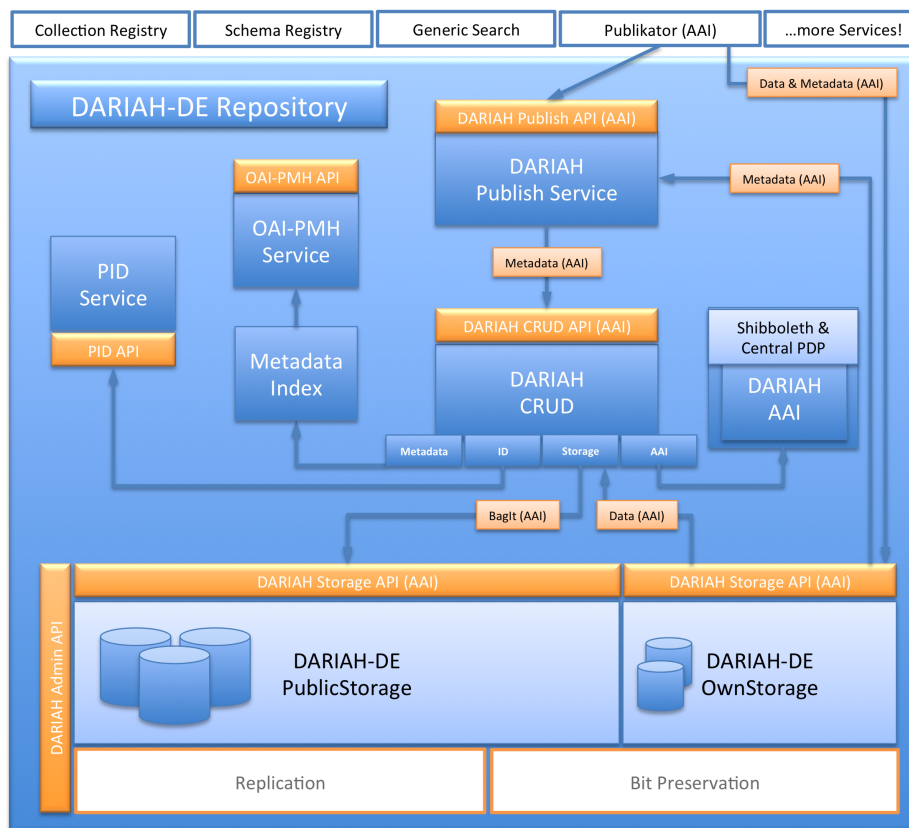 Collection Registry
Schema Registry
Generic Search
Publikator (AAI)
...more Services!
DARIAH-DE Repository
Data & Metadata (AAI)
DARIAH Publish API (AAI)
DARIAH
Publish Service
Metadata (AAI)
OAI-PMH API
OAI-PMH
Service
PID
Service
PID API
Metadata (AAI)
DARIAH CRUD API (AAI)
DARIAH
CRUD
Metadata
Index
Shibboleth &
Central PDP
DARIAH
AAI
Metadata
ID
Storage
AAI
BagIt (AAI)
Data (AAI)
DARIAH Admin API
DARIAH Storage API (AAI)
DARIAH Storage API (AAI)
DARIAH-DE
PublicStorage
DARIAH-DE
OwnStorage
Replication
Bit Preservation